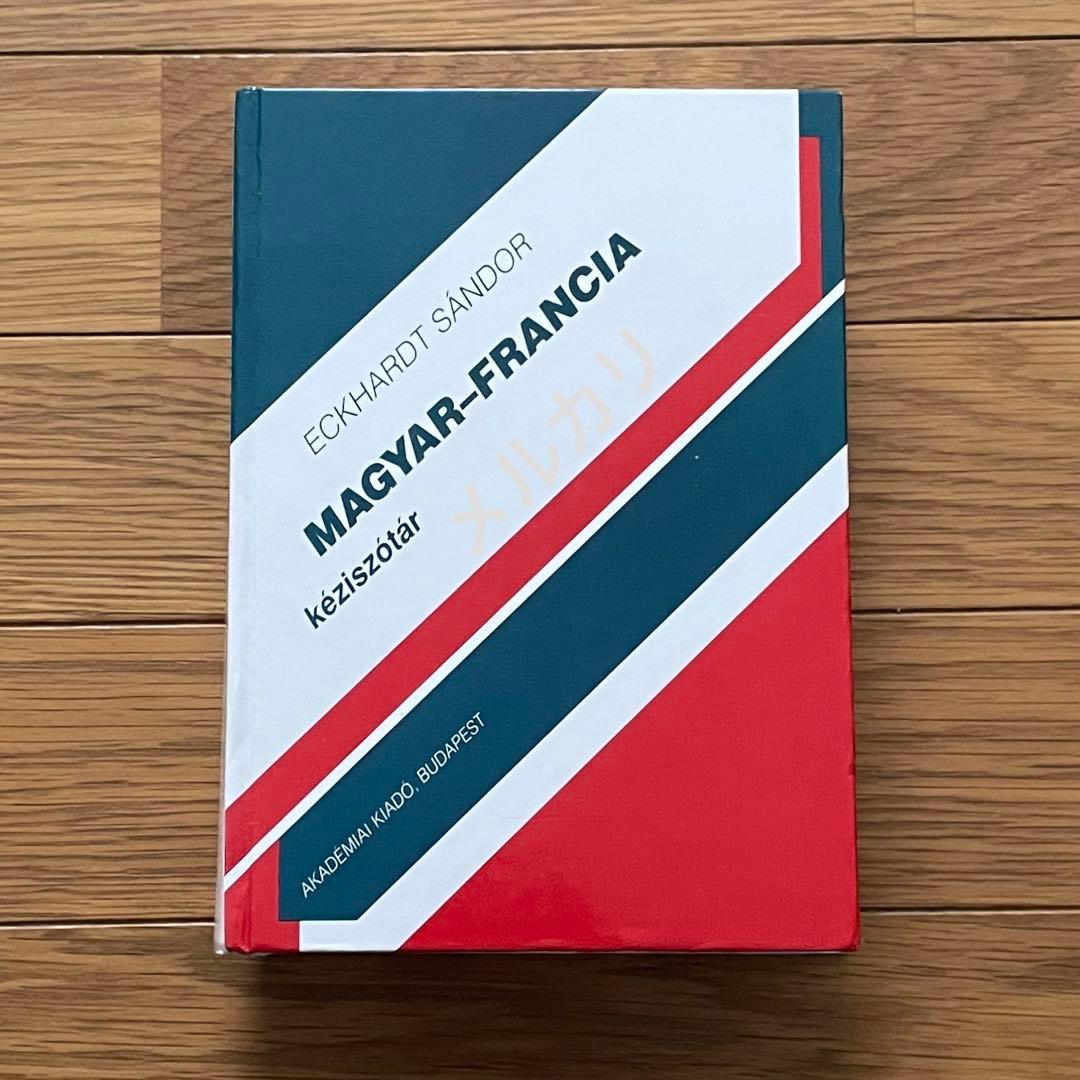 ECKHARDT SÁNDOR
MAGYAR–FRANCIA
kéziszótár
メルカリ
AKADÉMIAI KIADÓ, BUDAPEST